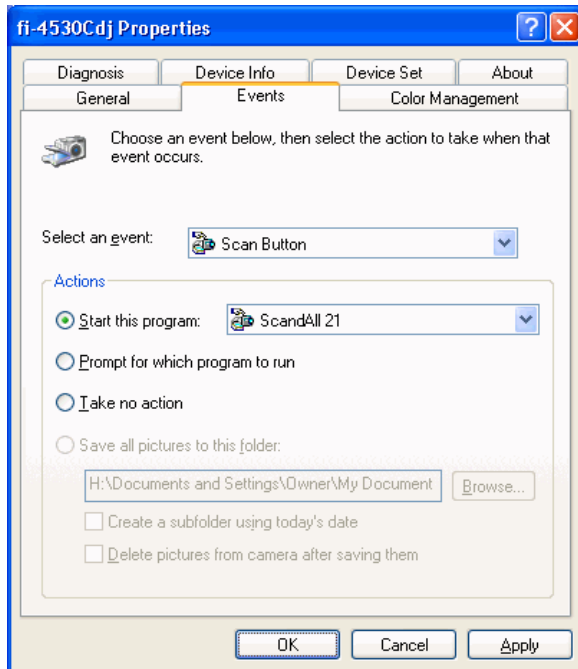 fi-4530Cdj Properties
Diagnosis Device Info Device Set About
General Events Color Management
Choose an event below, then select the action to take when that
event occurs.
Select an event: Scan Button
Actions
Start this program: ScandAll 21
Prompt for which program to run
Take no action
Save all pictures to this folder:
H:\Documents and Settings\Owner\My Document Browse...
Create a subfolder using today's date
Delete pictures from camera after saving them
OK Cancel Apply